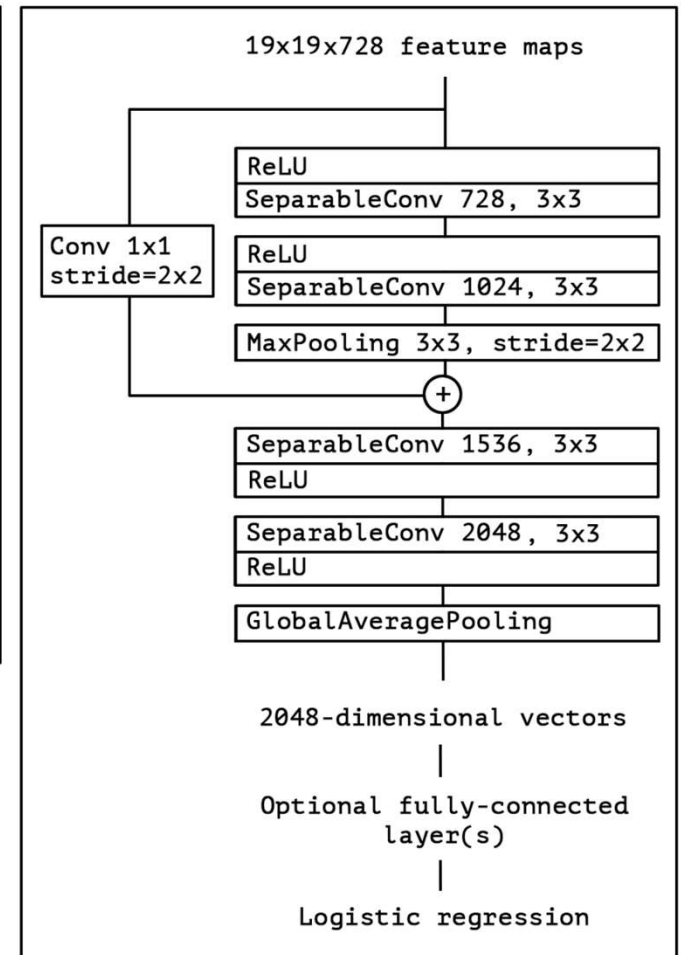 19x19x728 feature maps
ReLU
SeparableConv 728, 3x3
Conv 1x1
stride=2x2
ReLU
SeparableConv 1024, 3x3
MaxPooling 3x3, stride=2x2
+
SeparableConv 1536, 3x3
ReLU
SeparableConv 2048, 3x3
ReLU
GlobalAveragePooling
2048-dimensional vectors
Optional fully-connected
layer(s)
Logistic regression